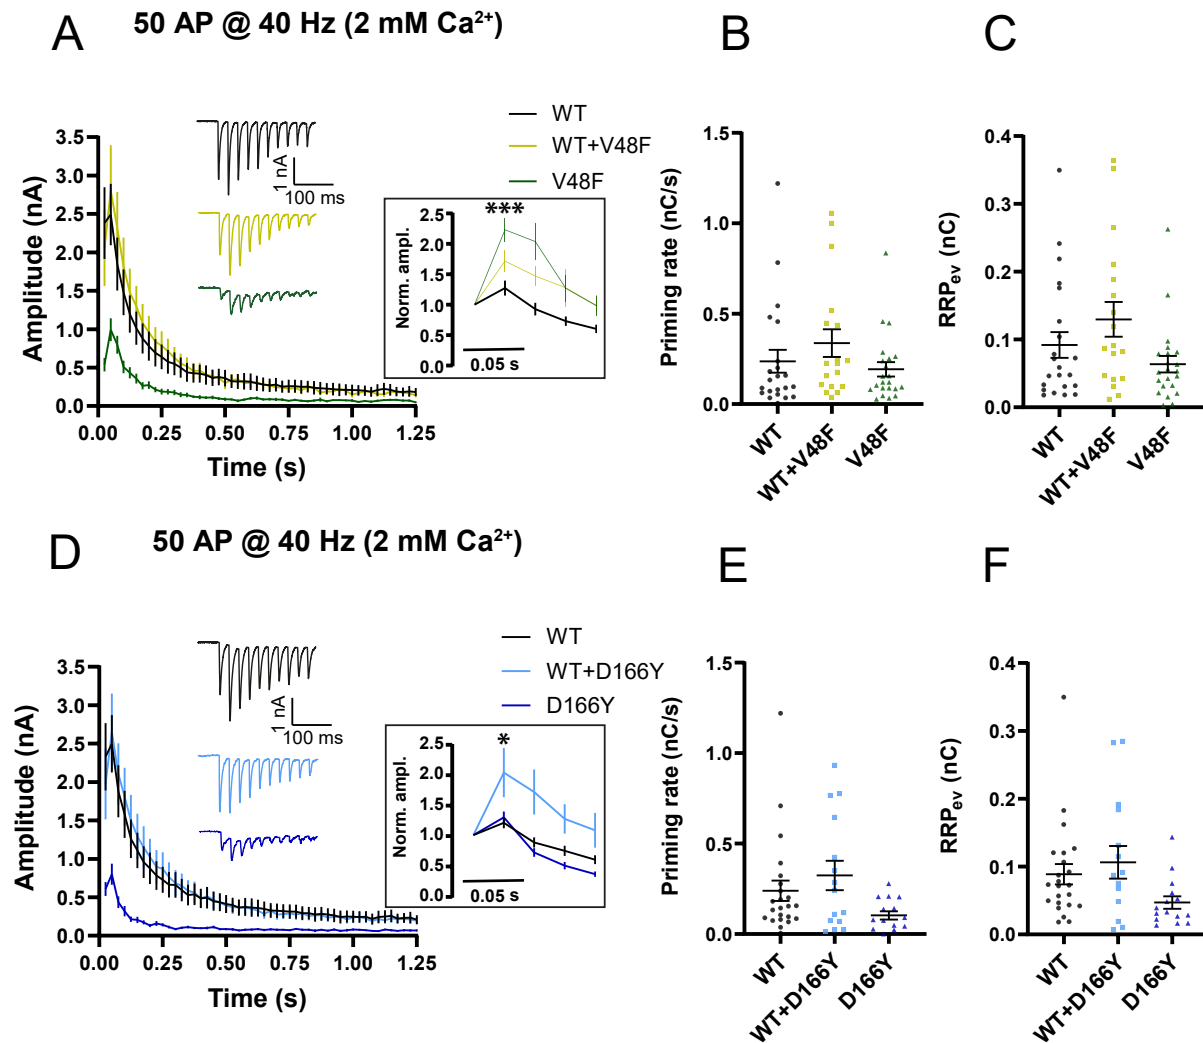 A
50 AP @ 40 Hz (2 mM Ca²⁺)
B
C
WT
WT+V48F
V48F
1 nA
100 ms
Amplitude (nA)
3.5
3.0
2.5
2.0
1.5
1.0
0.5
0.0
0.00
0.25
0.50
0.75
1.00
1.25
Time (s)
Norm. ampl.
2.5
2.0
1.5
1.0
0.5
0.0
***
0.05 s
Priming rate (nC/s)
1.5
1.0
0.5
0.0
WT
WT+V48F
V48F
RRPev (nC)
0.4
0.3
0.2
0.1
0.0
WT
WT+V48F
V48F
D
50 AP @ 40 Hz (2 mM Ca²⁺)
E
F
WT
WT+D166Y
D166Y
1 nA
100 ms
Amplitude (nA)
3.5
3.0
2.5
2.0
1.5
1.0
0.5
0.0
0.00
0.25
0.50
0.75
1.00
1.25
Time (s)
Norm. ampl.
2.5
2.0
1.5
1.0
0.5
0.0
*
0.05 s
Priming rate (nC/s)
1.5
1.0
0.5
0.0
WT
WT+D166Y
D166Y
RRPev (nC)
0.4
0.3
0.2
0.1
0.0
WT
WT+D166Y
D166Y